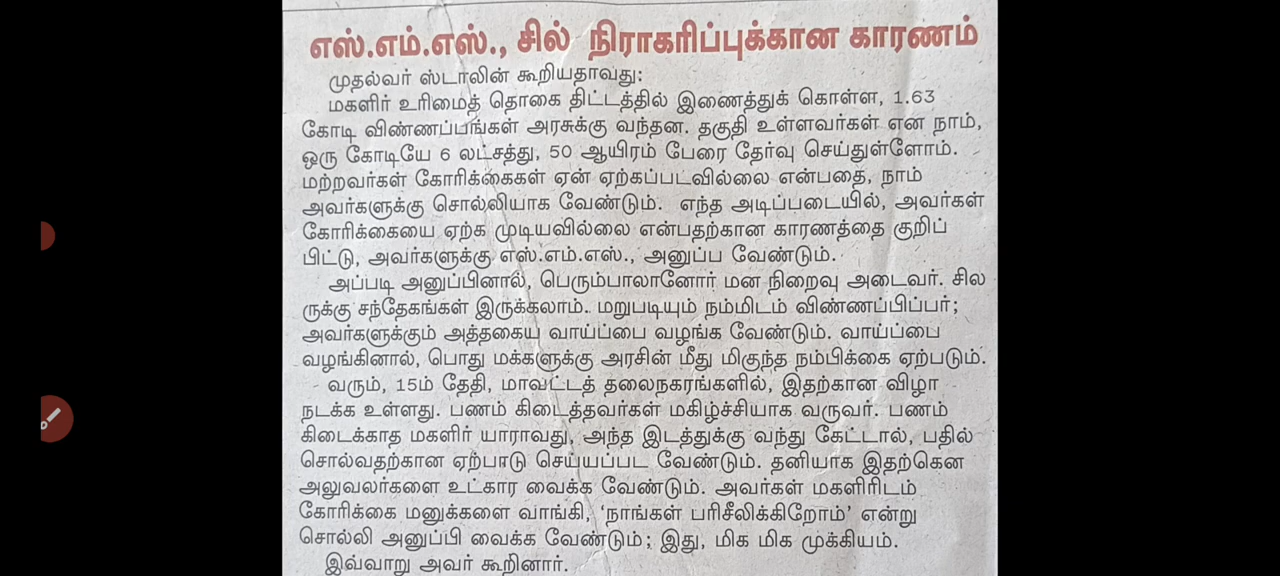 எஸ்.எம்.எஸ்., சில் நிராகரிப்புக்கான காரணம்
முதல்வர் ஸ்டாலின் கூறியதாவது:
மகளிர் உரிமைத் தொகை திட்டத்தில் இணைத்துக் கொள்ள, 1.63
கோடி விண்ணப்பங்கள் அரசுக்கு வந்தன. தகுதி உள்ளவர்கள் என நாம்,
ஒரு கோடியே 6 லட்சத்து, 50 ஆயிரம் பேரை தேர்வு செய்துள்ளோம்.
மற்றவர்கள் கோரிக்கைகள் ஏன் ஏற்கப்படவில்லை என்பதை, நாம்
அவர்களுக்கு சொல்லியாக வேண்டும். எந்த அடிப்படையில், அவர்கள்
கோரிக்கையை ஏற்க முடியவில்லை என்பதற்கான காரணத்தை குறிப்
பிட்டு, அவர்களுக்கு எஸ்.எம்.எஸ்., அனுப்ப வேண்டும்.
அப்படி அனுப்பினால், பெரும்பாலானோர் மன நிறைவு அடைவர். சில
ருக்கு சந்தேகங்கள் இருக்கலாம். மறுபடியும் நம்மிடம் விண்ணப்பிப்பர்;
அவர்களுக்கும் அத்தகைய வாய்ப்பை வழங்க வேண்டும். வாய்ப்பை
வழங்கினால், பொது மக்களுக்கு அரசின் மீது மிகுந்த நம்பிக்கை ஏற்படும்.
வரும், 15ம் தேதி, மாவட்டத் தலைநகரங்களில், இதற்கான விழா
நடக்க உள்ளது. பணம் கிடைத்தவர்கள் மகிழ்ச்சியாக வருவர். பணம்
கிடைக்காத மகளிர் யாராவது, அந்த இடத்துக்கு வந்து கேட்டால், பதில்
சொல்வதற்கான ஏற்பாடு செய்யப்பட வேண்டும். தனியாக இதற்கென
அலுவலர்களை உட்கார வைக்க வேண்டும். அவர்கள் மகளிரிடம்
கோரிக்கை மனுக்களை வாங்கி, 'நாங்கள் பரிசீலிக்கிறோம்' என்று
சொல்லி அனுப்பி வைக்க வேண்டும்; இது, மிக மிக முக்கியம்.
இவ்வாறு அவர் கூறினார்.